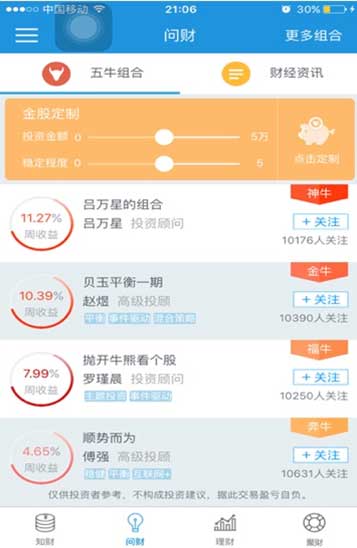 中国移动 21:06 30%
问财 更多组合
五牛组合 财经资讯
金股定制
投资金额 0 5万
稳定程度 0 5
点击定制
神牛
吕万星的组合
11.27% 吕万星 投资顾问 +关注
周收益 10176人关注
金牛
贝玉平衡一期
10.39% 赵煜 高级投顾 +关注
周收益 平衡 事件驱动 混合策略 10390人关注
福牛
抛开牛熊看个股
7.99% 罗瑾晨 投资顾问 +关注
周收益 主题投资 事件驱动 10250人关注
奔牛
顺势而为
4.65% 傅强 高级投顾 +关注
周收益 稳健 平衡 互联网+ 10631人关注
仅供投资者参考，不构成投资建议，据此交易盈亏自负。
知财 问财 理财 聚财